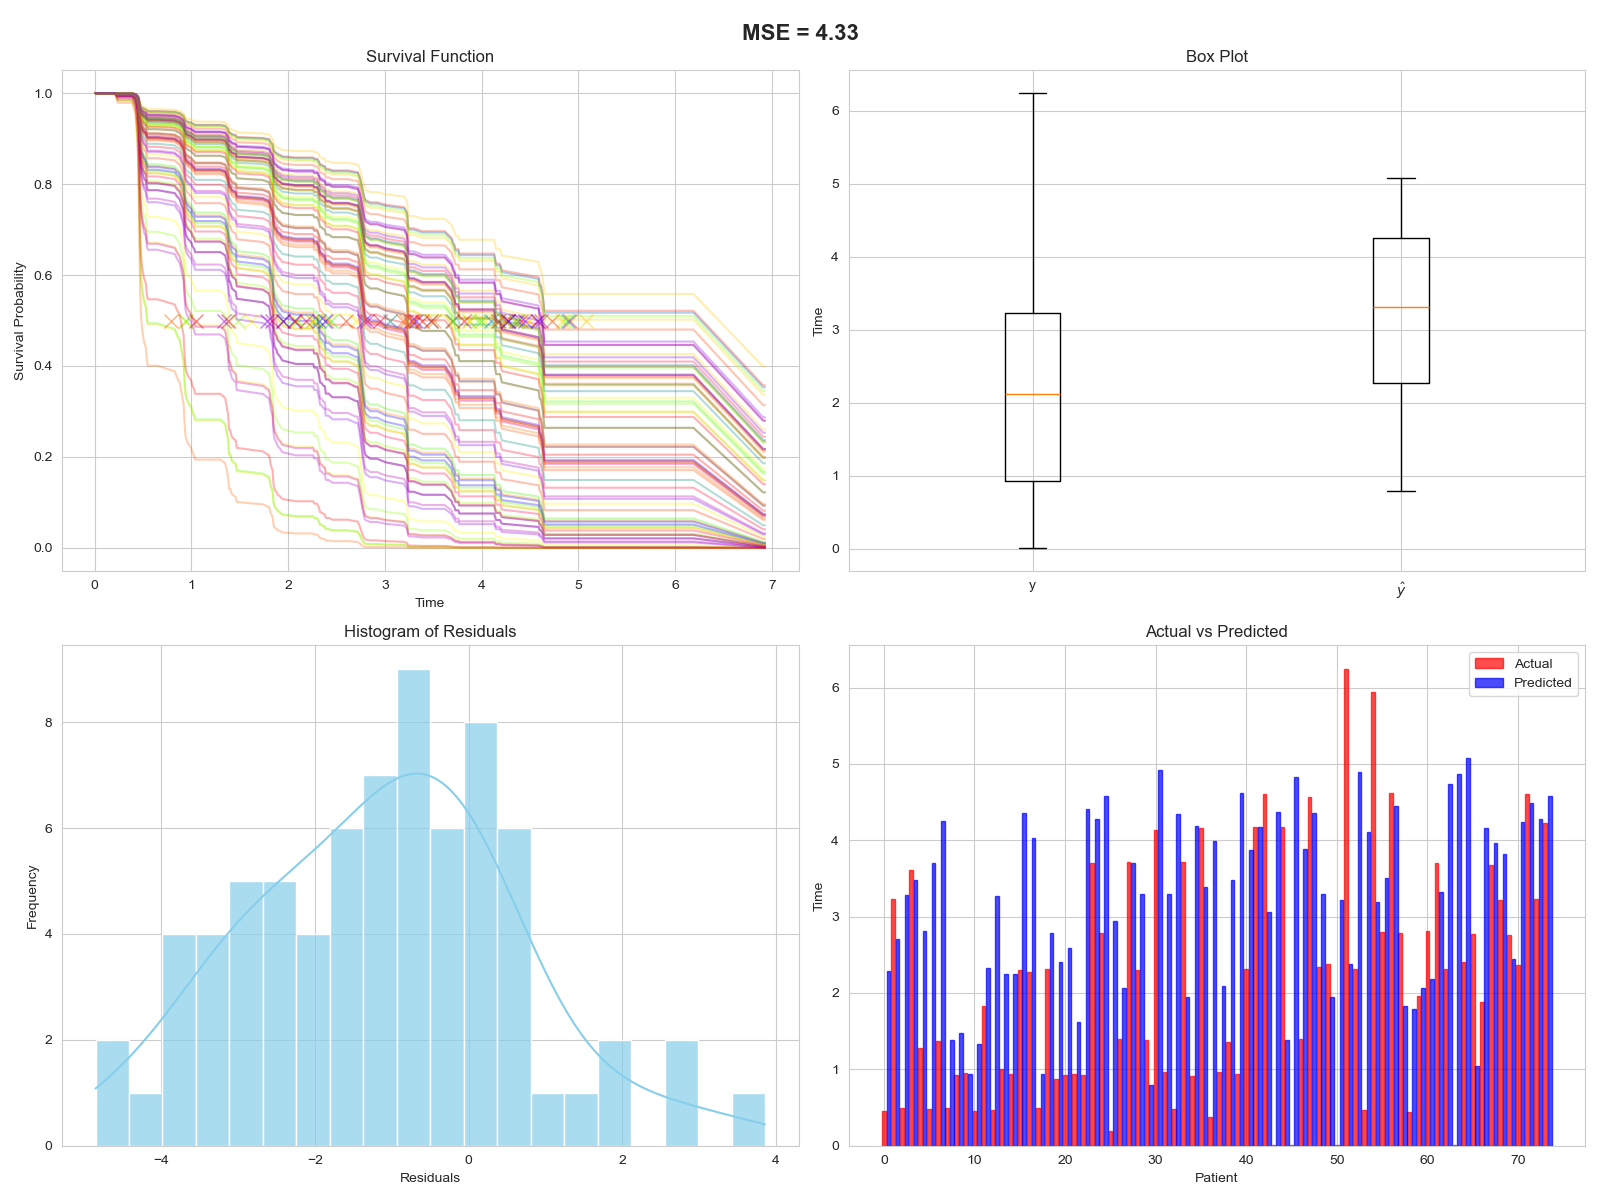 MSE = 4.33
Survival Function
Survival Probability
1.0
0.8
0.6
0.4
0.2
0.0
0 1 2 3 4 5 6 7
Time
Box Plot
Time
6
5
4
3
2
1
0
y ŷ
Histogram of Residuals
Frequency
8
6
4
2
0
−4 −2 0 2 4
Residuals
Actual vs Predicted
Actual
Predicted
Time
6
5
4
3
2
1
0
0 10 20 30 40 50 60 70
Patient